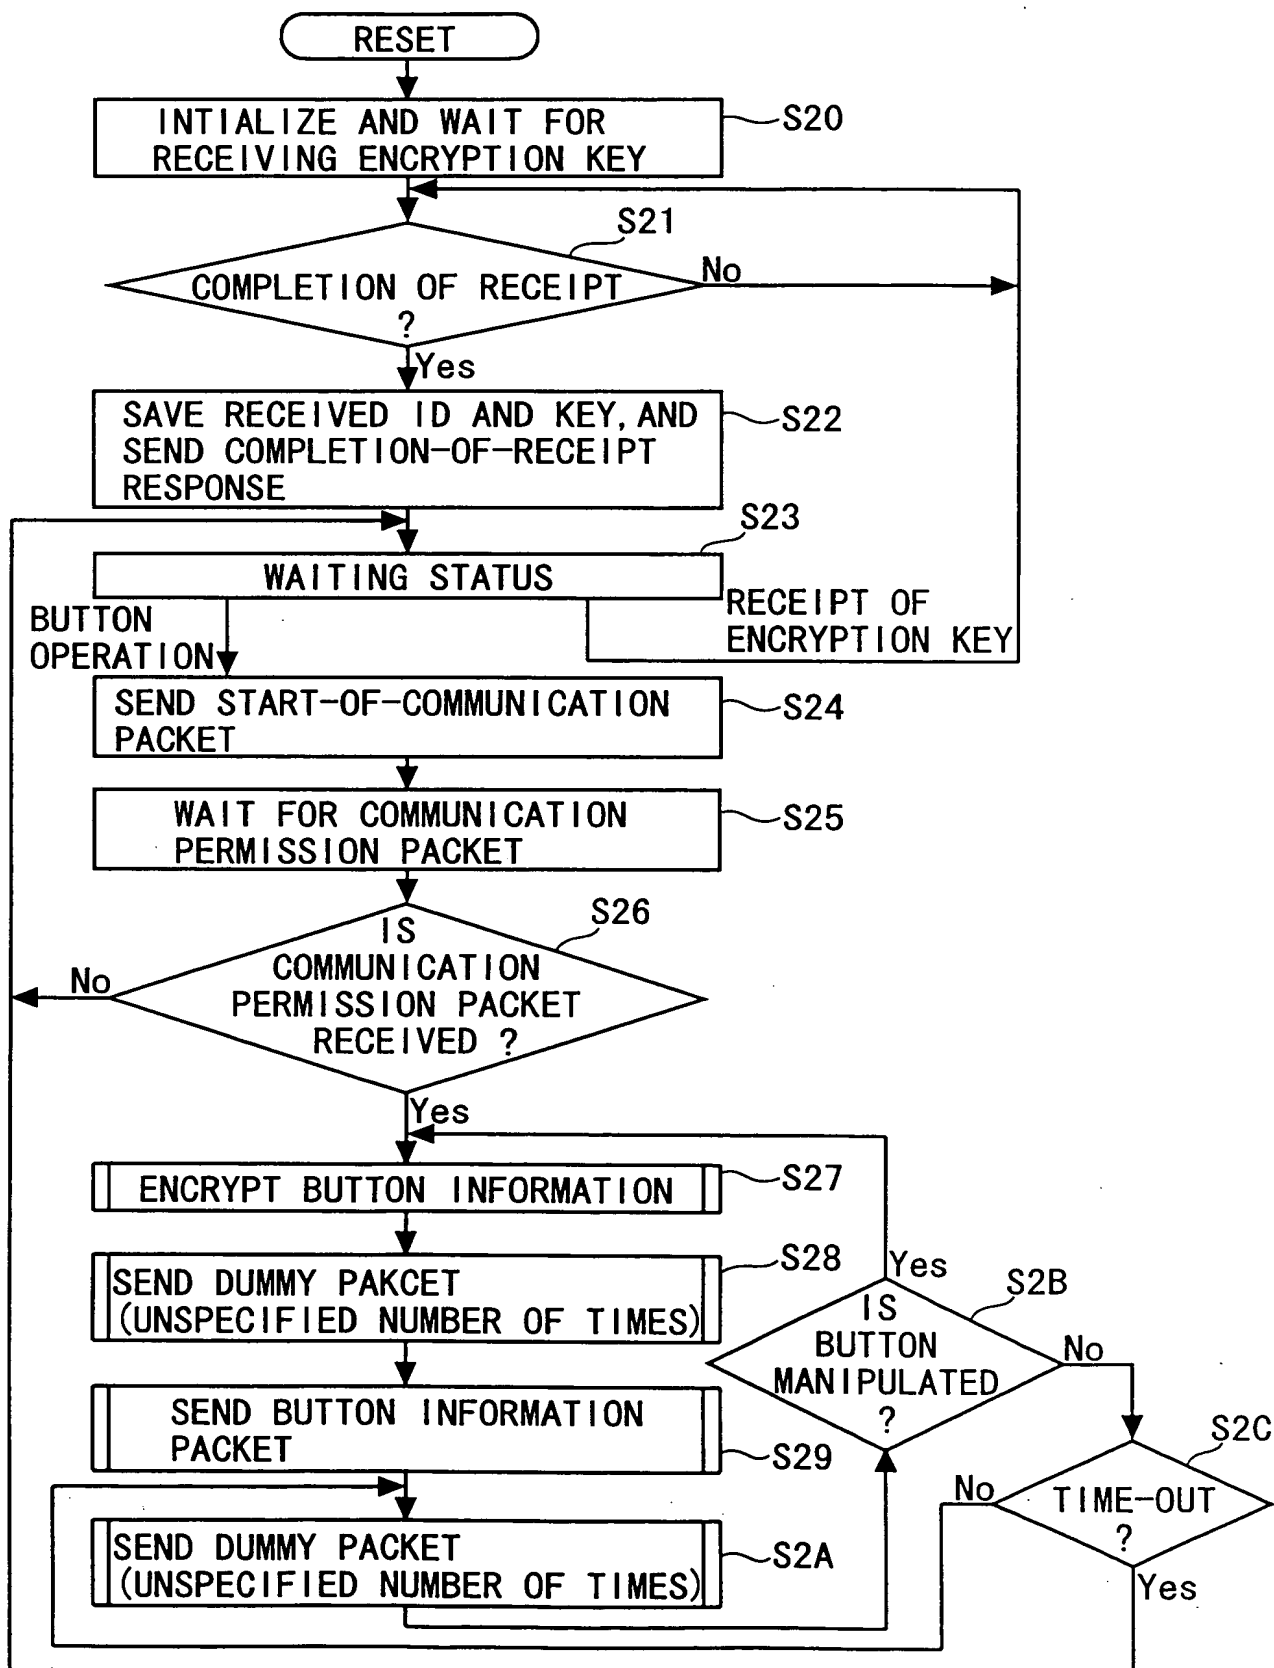 RESET
INTIALIZE AND WAIT FOR
RECEIVING ENCRYPTION KEY
S20
S21
COMPLETION OF RECEIPT
?
No
Yes
SAVE RECEIVED ID AND KEY, AND
SEND COMPLETION-OF-RECEIPT
RESPONSE
S22
S23
WAITING STATUS
BUTTON
OPERATION
RECEIPT OF
ENCRYPTION KEY
SEND START-OF-COMMUNICATION
PACKET
S24
WAIT FOR COMMUNICATION
PERMISSION PACKET
S25
S26
IS
COMMUNICATION
PERMISSION PACKET
RECEIVED ?
No
Yes
ENCRYPT BUTTON INFORMATION
S27
SEND DUMMY PAKCET
(UNSPECIFIED NUMBER OF TIMES)
S28
Yes
S2B
IS
BUTTON
MANIPULATED
?
No
SEND BUTTON INFORMATION
PACKET
S29
S2C
No
TIME-OUT
?
Yes
SEND DUMMY PACKET
(UNSPECIFIED NUMBER OF TIMES)
S2A